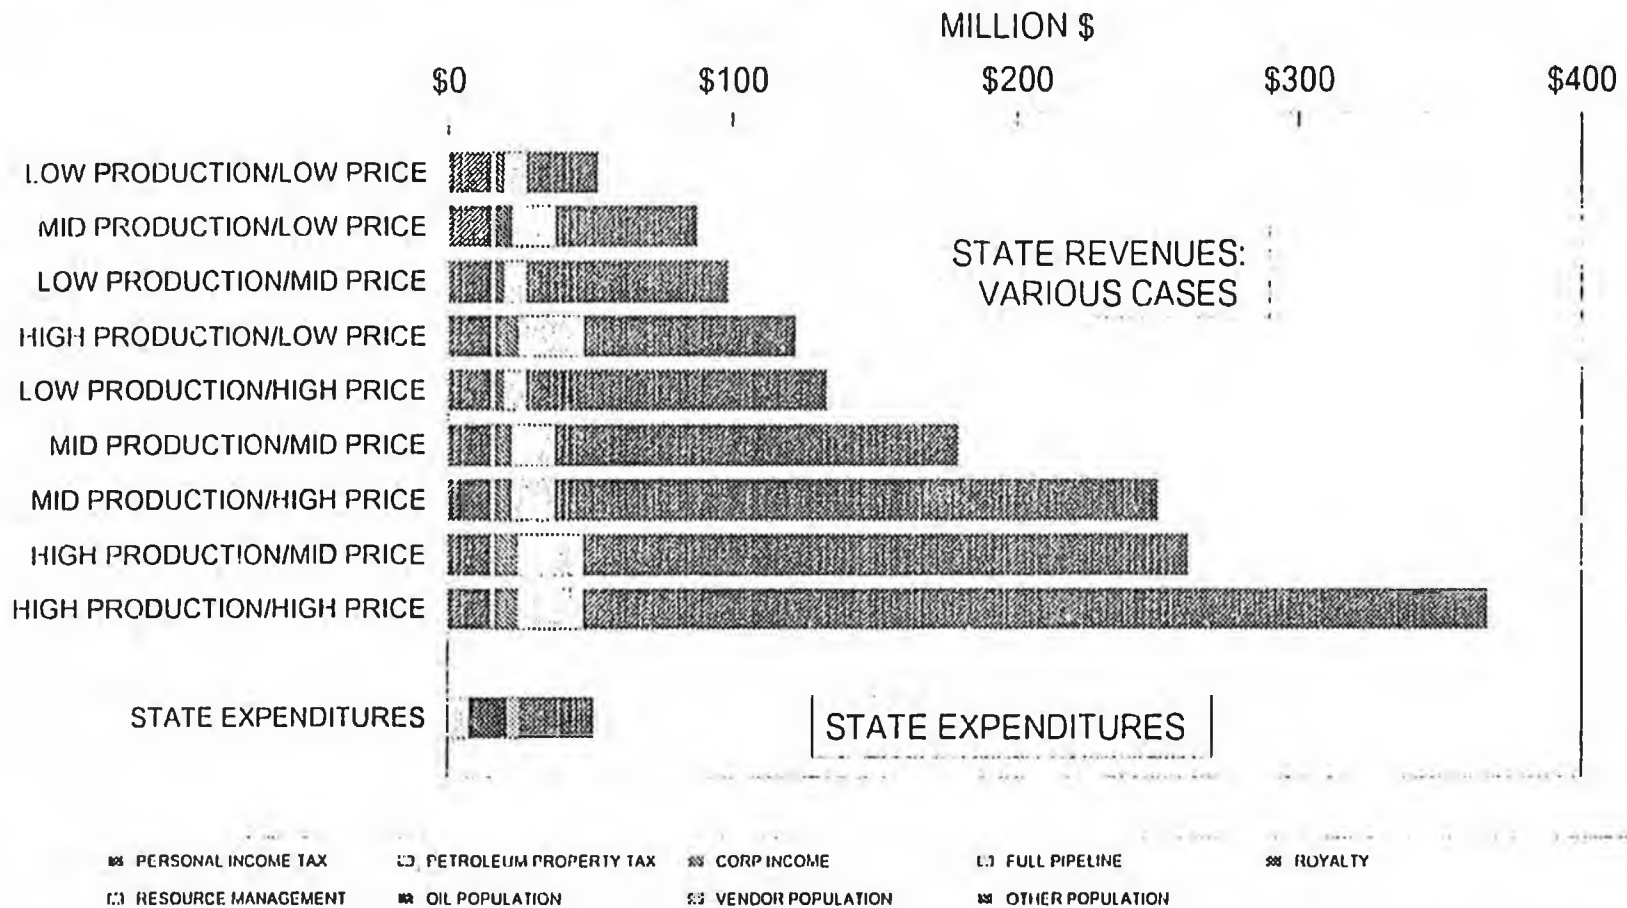 MILLION $
$0 $100 $200 $300 $400
LOW PRODUCTION/LOW PRICE
MID PRODUCTION/LOW PRICE
STATE REVENUES:
LOW PRODUCTION/MID PRICE
VARIOUS CASES
HIGH PRODUCTION/LOW PRICE
LOW PRODUCTION/HIGH PRICE
MID PRODUCTION/MID PRICE
MID PRODUCTION/HIGH PRICE
HIGH PRODUCTION/MID PRICE
HIGH PRODUCTION/HIGH PRICE
STATE EXPENDITURES
STATE EXPENDITURES
PERSONAL INCOME TAX PETROLEUM PROPERTY TAX CORP INCOME FULL PIPELINE ROYALTY
RESOURCE MANAGEMENT OIL POPULATION VENDOR POPULATION OTHER POPULATION